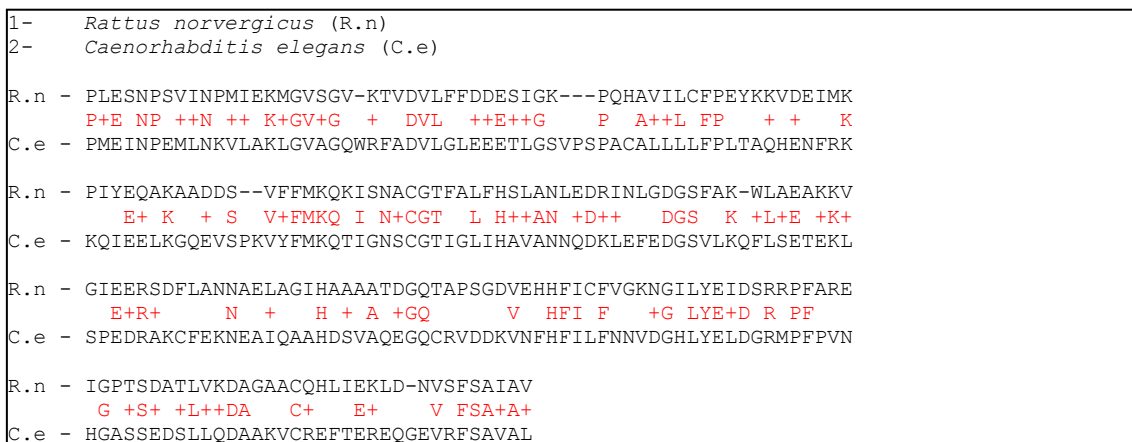 1-    Rattus norvergicus (R.n)
2-    Caenorhabditis elegans (C.e)
R.n - PLESNPSVINPMIEKMGVSGV-KTVDVLFFDDESIGK---PQHAVILCFPEYKKVDEIMK
      P+E NP ++N ++ K+GV+G  +  DVL  ++E++G     P  A++L FP   + +   K
C.e - PMEINPEMLNKVLAKLGVAGQWRFADVLGLEEETLGSVPSPACALLLLFPLTAQHENFRK
R.n - PIYEQAKAADDS--VFFMKQKISNACGTFALFHSLANLEDRINLGDGSFAK-WLAEAKKV
         E+ K  + S  V+FMKQ I N+CGT  L H++AN +D++   DGS  K +L+E +K+
C.e - KQIEELKGQEVSPKVYFMKQTIGNSCGTIGLIHAVANNQDKLEFEDGSVLKQFLSETEKL
R.n - GIEERSDFLANNAELAGIHAAAATDGQTAPSGDVEHHFICFVGKNGILYEIDSRRPFARE
        E+R+     N  +   H + A +GQ      V  HFI F   +G LYE+D R PF
C.e - SPEDRAKCFEKNEAIQAAHDSVAQEGQCRVDDKVNFHFILFNNVDGHLYELDGRMPFPVN
R.n - IGPTSDATLVKDAGAACQHLIEKLD-NVSFSAIAV
       G +S+ +L++DA   C+   E+    V FSA+A+
C.e - HGASSEDSLLQDAAKVCREFTEREQGEVRFSAVAL